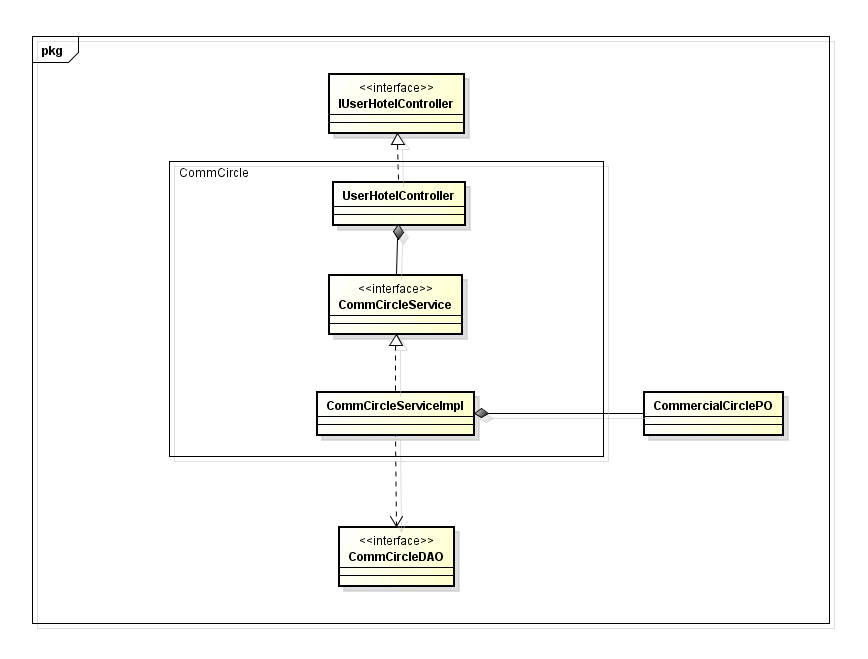 pkg
<<interface>>
IUserHotelController
CommCircle
UserHotelController
<<interface>>
CommCircleService
CommCircleServiceImpl
CommercialCirclePO
<<interface>>
CommCircleDAO